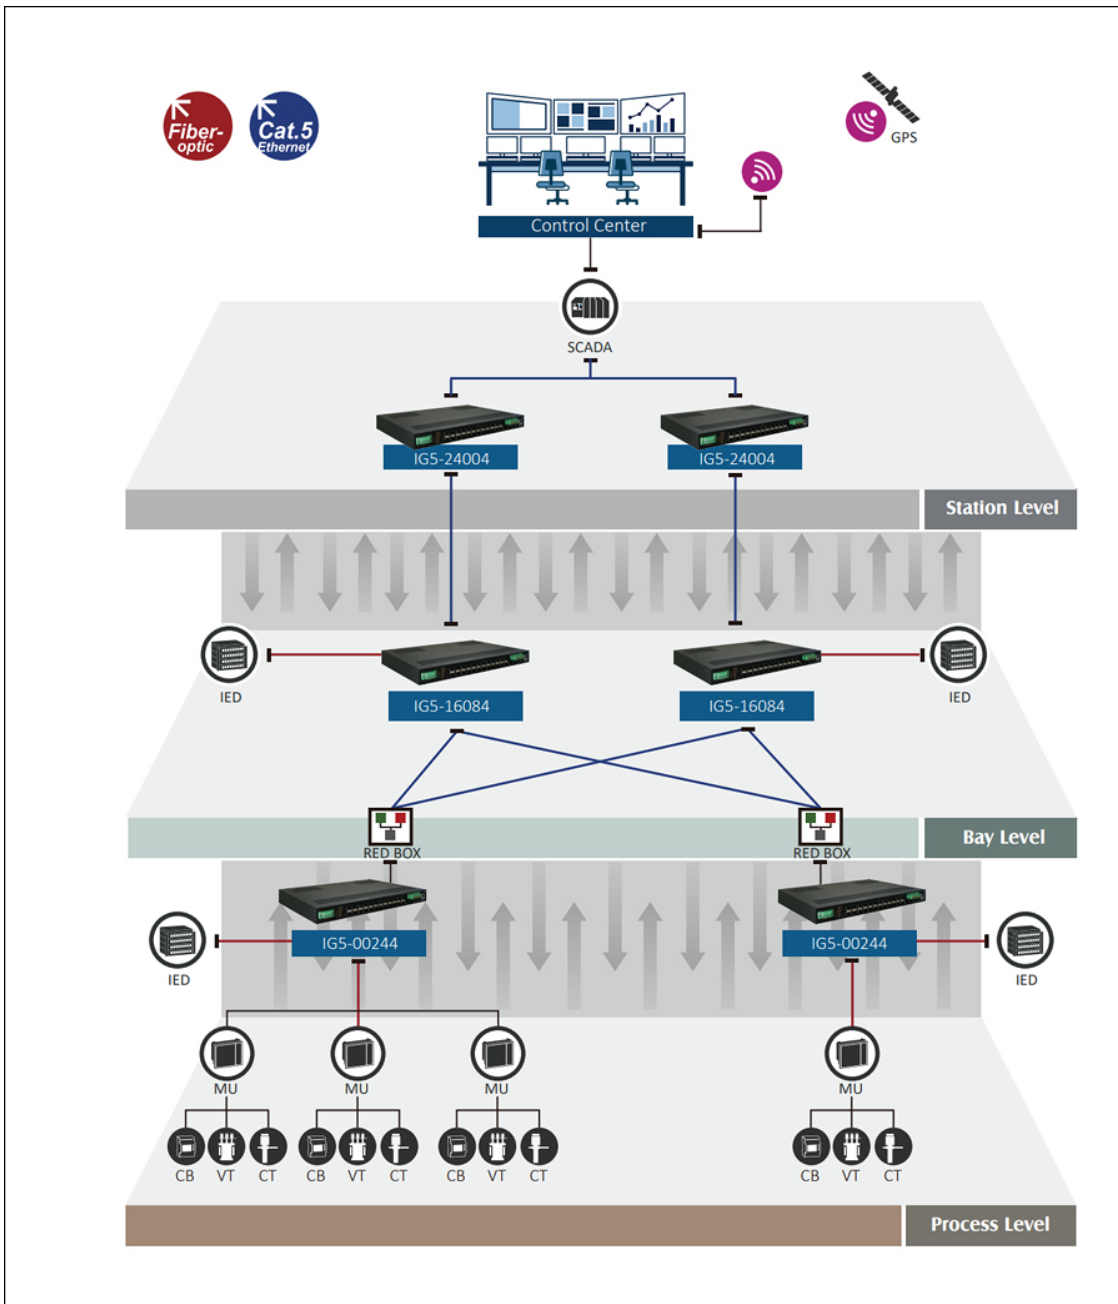 Fiber-
optic
Cat.5
Ethernet
GPS
Control Center
SCADA
IG5-24004
IG5-24004
Station Level
IED
IED
IG5-16084
IG5-16084
RED BOX
RED BOX
Bay Level
IG5-00244
IG5-00244
IED
IED
MU
MU
MU
MU
CB VT CT
CB VT CT
CB VT CT
CB VT CT
Process Level